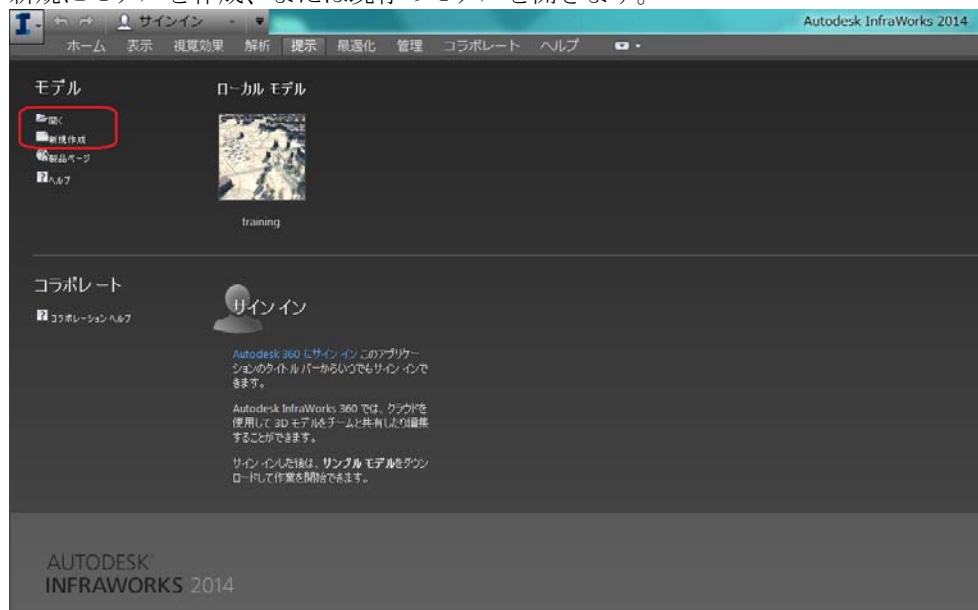 新規にモデルを作成、または既存のモデルを開きます。
サインイン
Autodesk InfraWorks 2014
ホーム 表示 視覚効果 解析 提示 最適化 管理 コラボレート ヘルプ
モデル
開く
新規作成
製品ページ
ヘルプ
ローカル モデル
training
コラボレート
コラボレーション ヘルプ
サイン イン
Autodesk 360 にサイン イン このアプリケー
ションのタイトル バーからいつでもサイン インで
きます。
Autodesk InfraWorks 360 では、クラウドを
使用して 3D モデルをチームと共有したり編集
することができます。
サイン インした後は、サンプル モデルをダウン
ロードして作業を開始できます。
AUTODESK
INFRAWORKS 2014